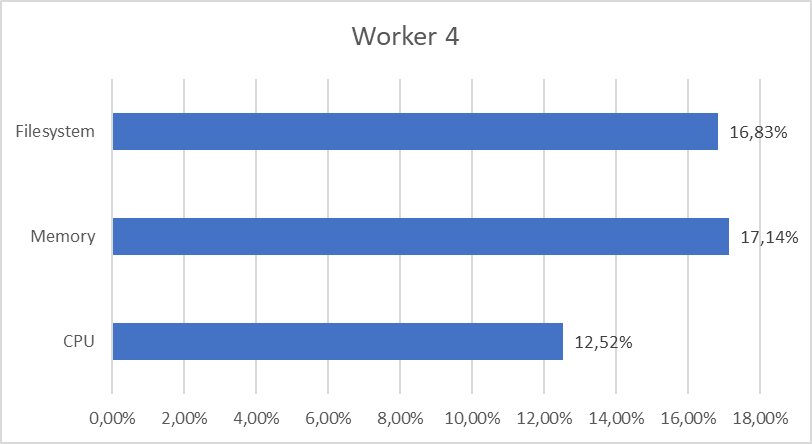 Worker 4
Filesystem
16,83%
Memory
17,14%
CPU
12,52%
0,00% 2,00% 4,00% 6,00% 8,00% 10,00% 12,00% 14,00% 16,00% 18,00%